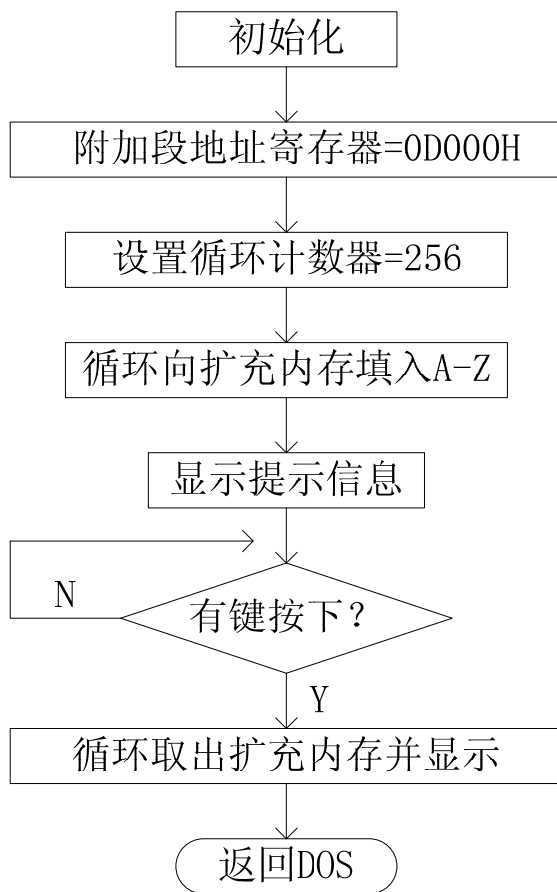 初始化
附加段地址寄存器=0D000H
设置循环计数器=256
循环向扩充内存填入A-Z
显示提示信息
N
有键按下?
Y
循环取出扩充内存并显示
返回DOS